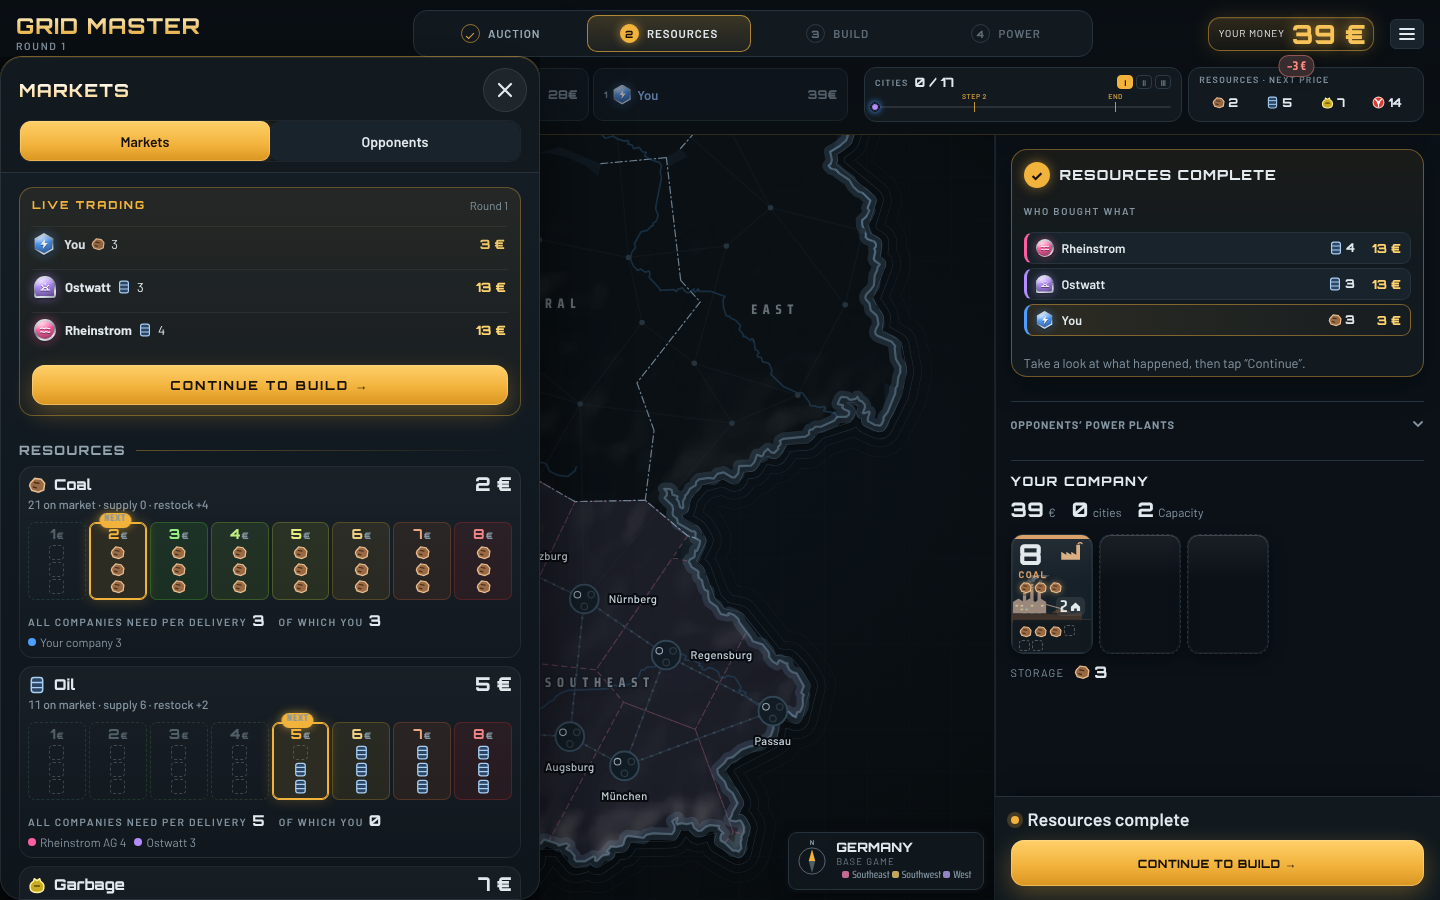 GRID MASTER
ROUND 1
AUCTION
2 RESOURCES
3 BUILD
4 POWER
YOUR MONEY 39 €
-3 €
28€
1 You 39€
CITIES 0 / 17
I II III
STEP 2
END
RESOURCES · NEXT PRICE
2 5 7 14
MARKETS
Markets
Opponents
LIVE TRADING
Round 1
You 3 3 €
Ostwatt 3 13 €
Rheinstrom 4 13 €
CONTINUE TO BUILD →
RESOURCES
Coal 2 €
21 on market · supply 0 · restock +4
NEXT
1€ 2€ 3€ 4€ 5€ 6€ 7€ 8€
ALL COMPANIES NEED PER DELIVERY 3 OF WHICH YOU 3
Your company 3
Oil 5 €
11 on market · supply 6 · restock +2
NEXT
1€ 2€ 3€ 4€ 5€ 6€ 7€ 8€
ALL COMPANIES NEED PER DELIVERY 5 OF WHICH YOU 0
Rheinstrom AG 4 Ostwatt 3
Garbage 7 €
RAL
EAST
zburg
Nürnberg
Regensburg
SOUTHEAST
Passau
Augsburg
München
N
GERMANY
BASE GAME
Southeast Southwest West
RESOURCES COMPLETE
WHO BOUGHT WHAT
Rheinstrom 4 13 €
Ostwatt 3 13 €
You 3 3 €
Take a look at what happened, then tap “Continue”.
OPPONENTS’ POWER PLANTS
YOUR COMPANY
39 € 0 cities 2 Capacity
8
COAL
2
STORAGE 3
Resources complete
CONTINUE TO BUILD →